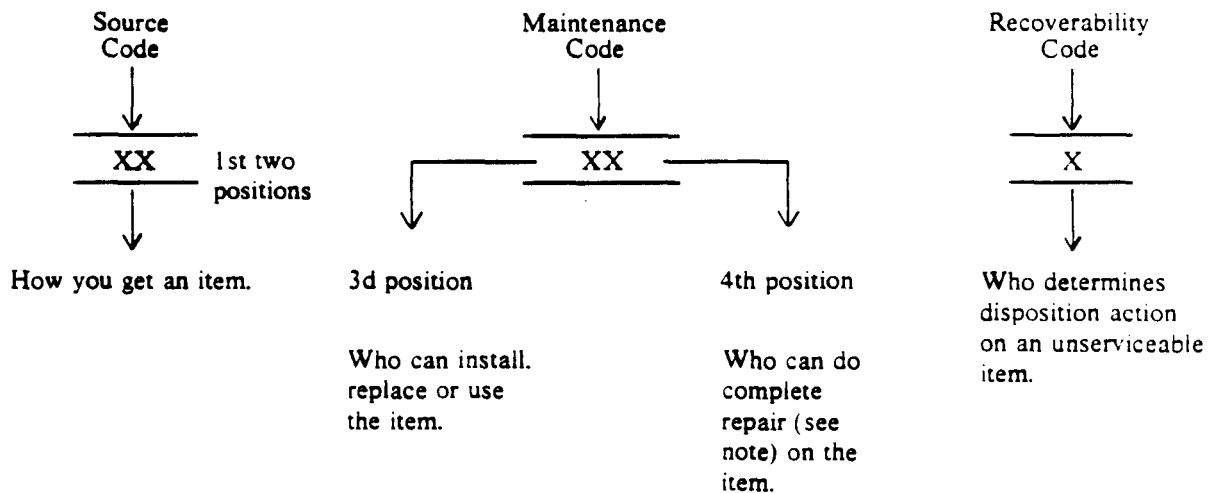 Source
Code
XX
1st two
positions
How you get an item.
Maintenance
Code
XX
3d position
Who can install.
replace or use
the item.
4th position
Who can do
complete
repair (see
note) on the
item.
Recoverability
Code
X
Who determines
disposition action
on an unserviceable
item.